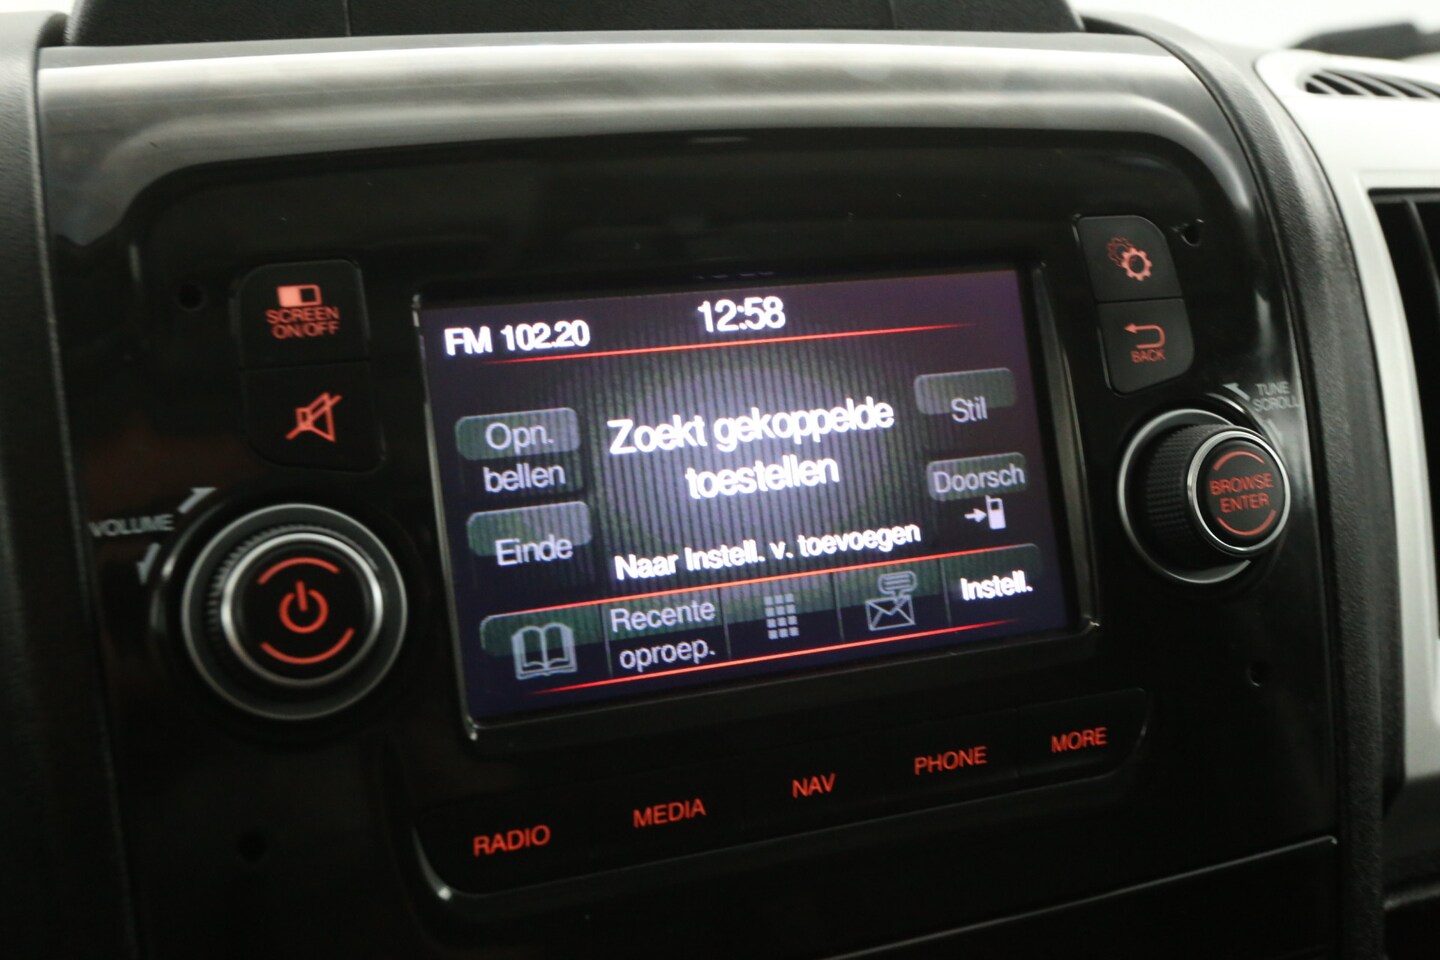 SCREEN
ON/OFF
VOLUME
FM 102.20
12:58
Opn.
bellen
Einde
Zoekt gekoppelde
toestellen
Naar Instell. v. toevoegen
Stil
Doorsch
Recente
oproep.
Instell.
BACK
TUNE
SCROLL
BROWSE
ENTER
RADIO
MEDIA
NAV
PHONE
MORE